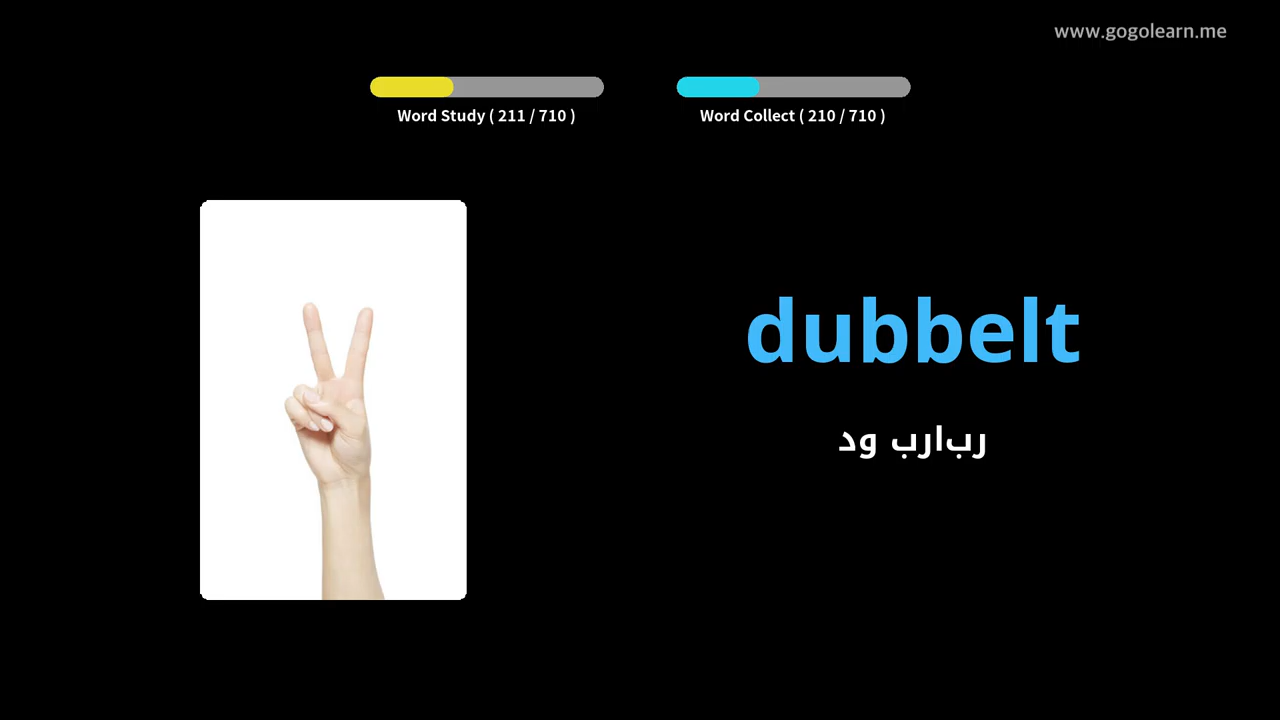 www.gogolearn.me
Word Study ( 211 / 710 )
Word Collect ( 210 / 710 )
dubbelt
ربارب ود